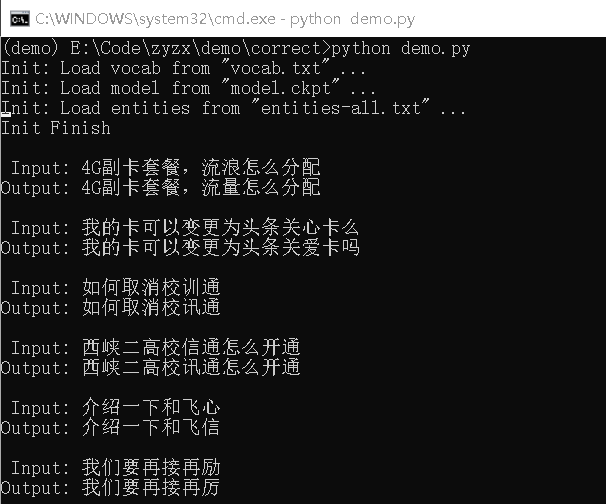 C:\WINDOWS\system32\cmd.exe - python  demo.py
(demo) E:\Code\zyzx\demo\correct>python demo.py
Init: Load vocab from "vocab.txt" ...
Init: Load model from "model.ckpt" ...
Init: Load entities from "entities-all.txt" ...
Init Finish
Input: 4G副卡套餐，流浪怎么分配
Output: 4G副卡套餐，流量怎么分配
Input: 我的卡可以变更为头条关心卡么
Output: 我的卡可以变更为头条关爱卡吗
Input: 如何取消校训通
Output: 如何取消校讯通
Input: 西峡二高校信通怎么开通
Output: 西峡二高校讯通怎么开通
Input: 介绍一下和飞心
Output: 介绍一下和飞信
Input: 我们要再接再励
Output: 我们要再接再厉